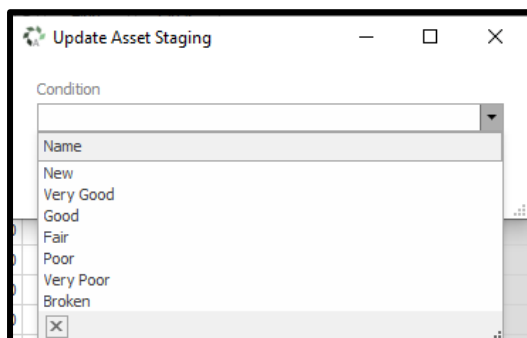 Update Asset Staging
Condition
Name
New
Very Good
Good
Fair
Poor
Very Poor
Broken